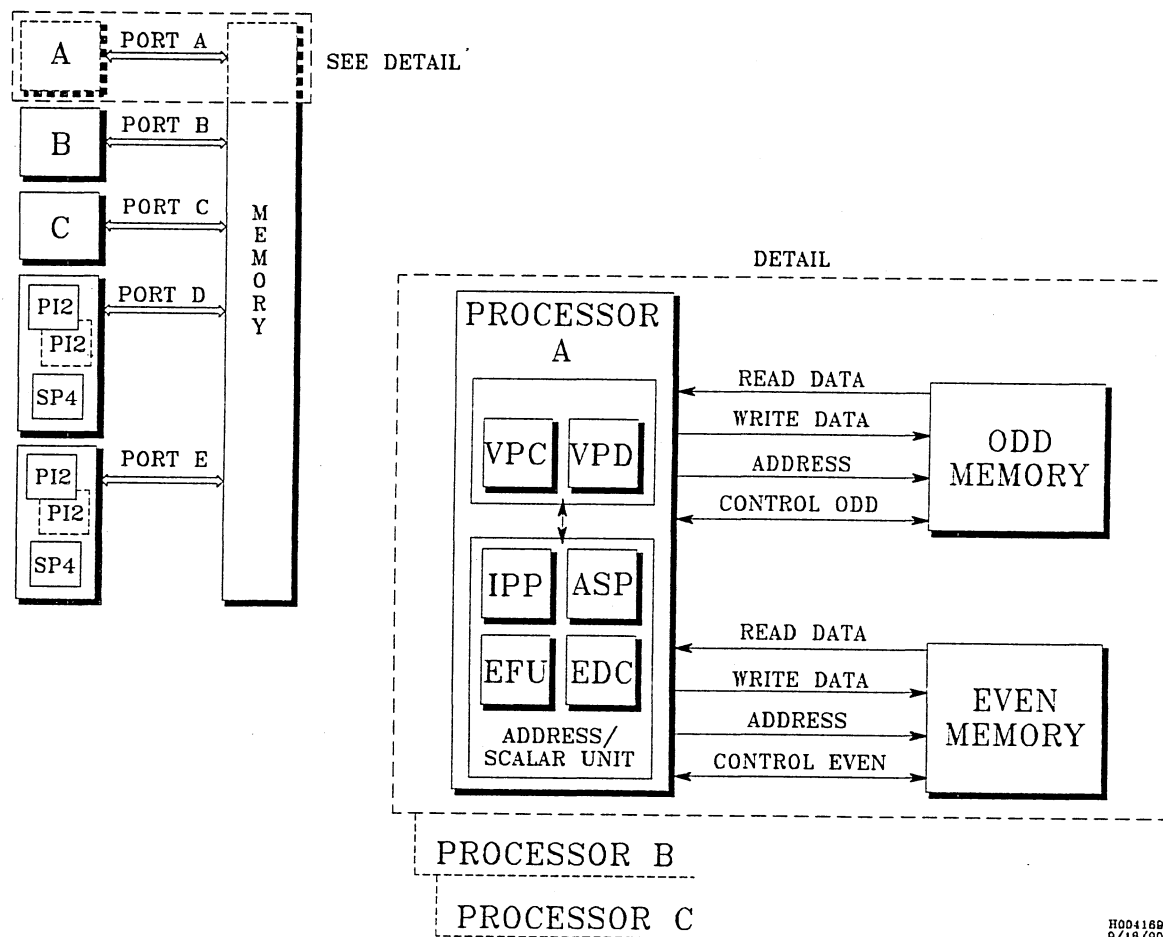 A
PORT A
SEE DETAIL
B
PORT B
C
PORT C
MEMORY
PI2
PI2
SP4
PORT D
PI2
PI2
SP4
PORT E
DETAIL
PROCESSOR
A
VPC VPD
IPP ASP
EFU EDC
ADDRESS/
SCALAR UNIT
READ DATA
WRITE DATA
ADDRESS
CONTROL ODD
ODD
MEMORY
READ DATA
WRITE DATA
ADDRESS
CONTROL EVEN
EVEN
MEMORY
PROCESSOR B
PROCESSOR C
H004169